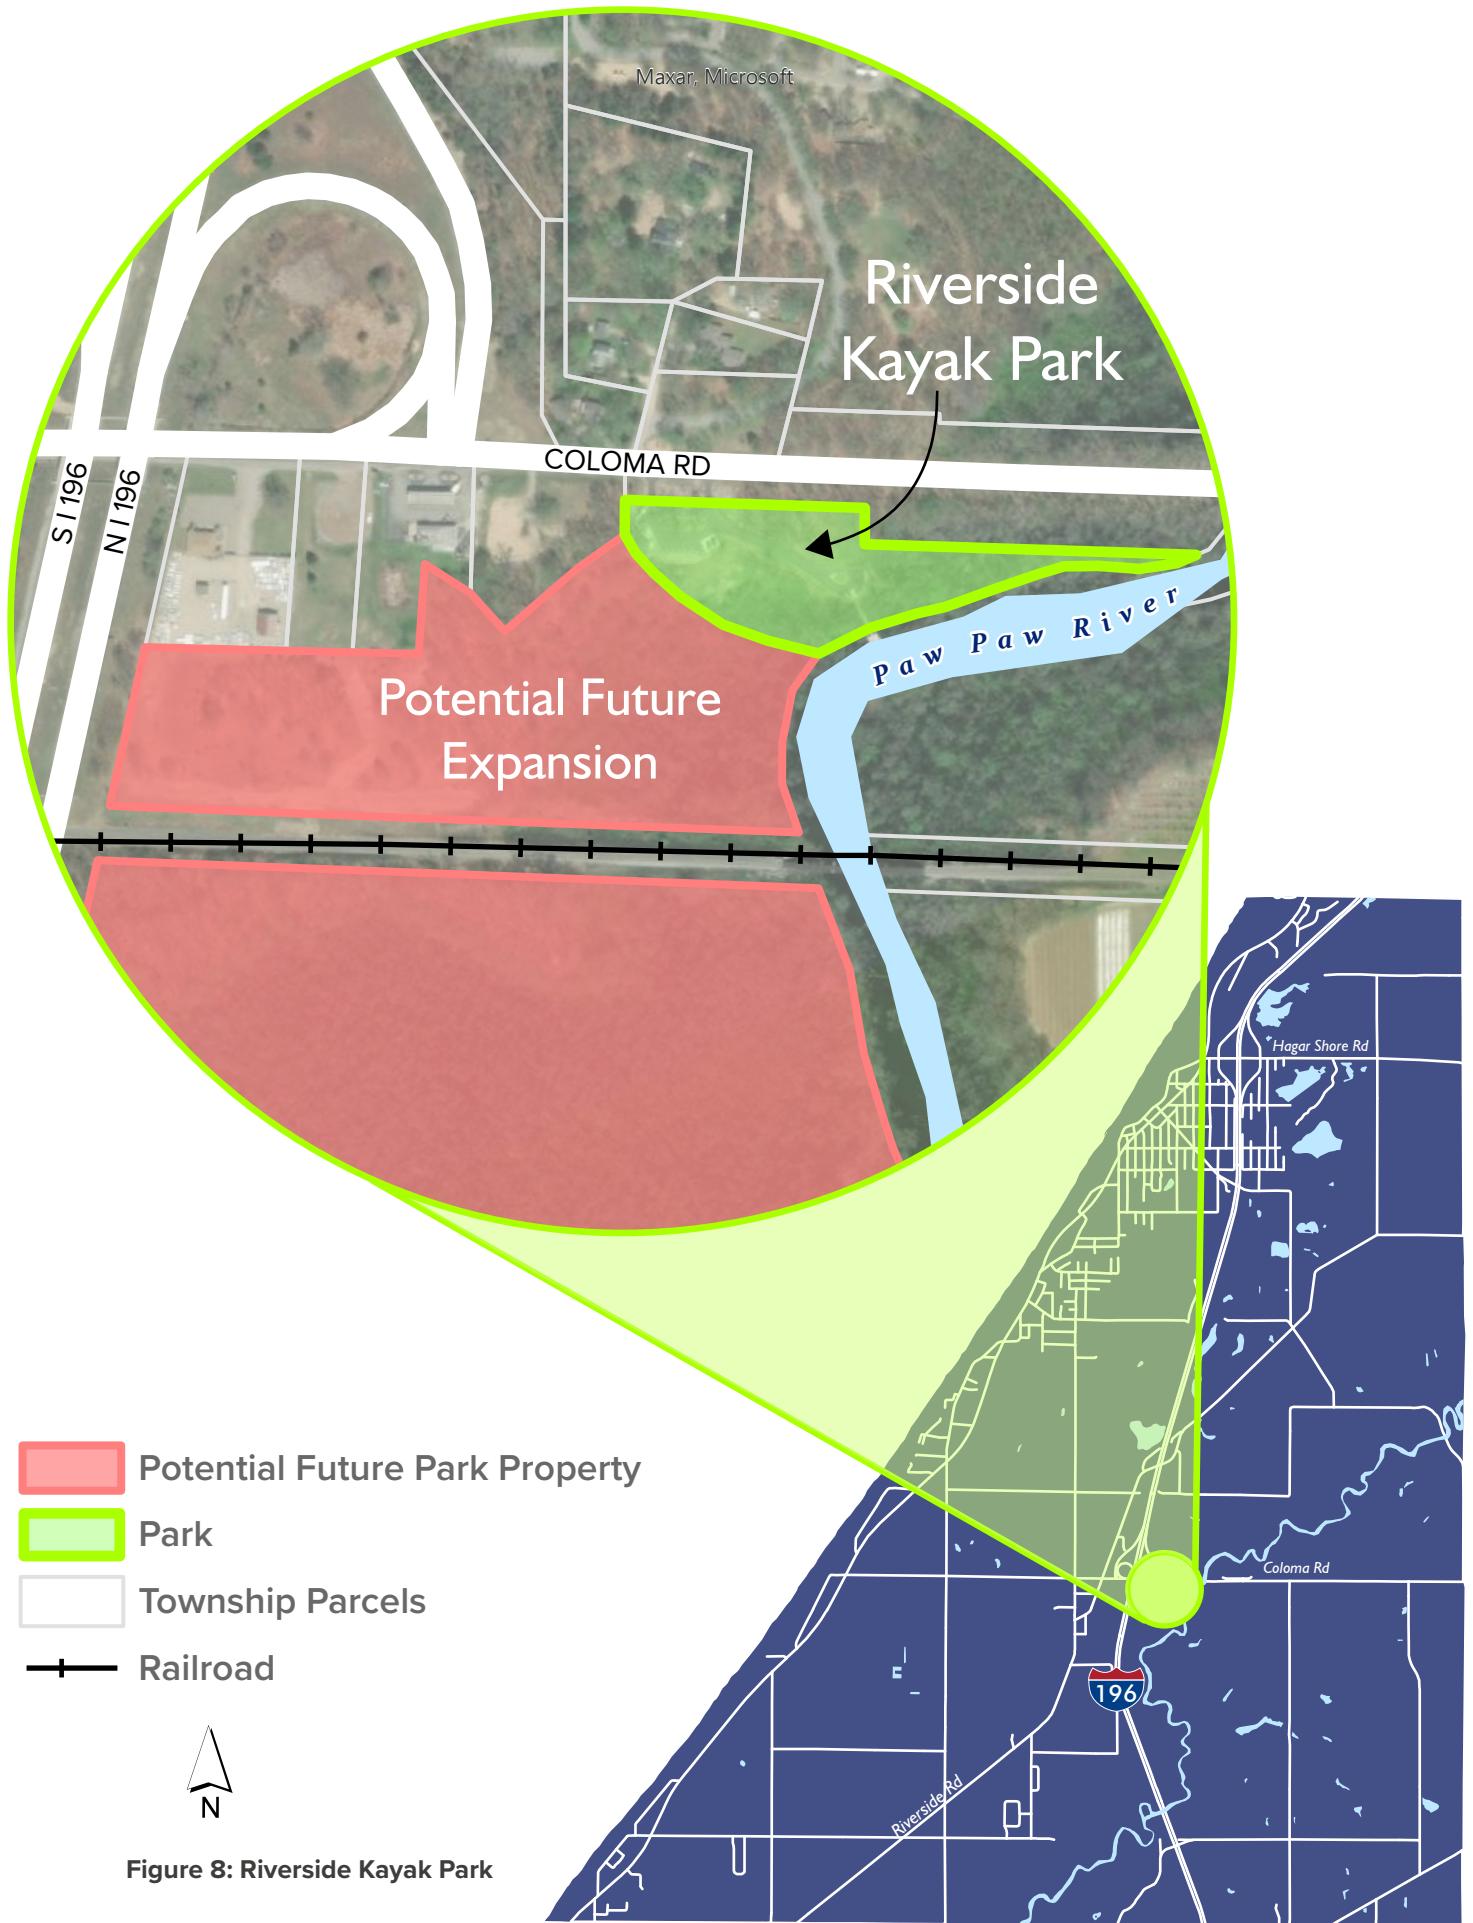 Maxar, Microsoft
Riverside
Kayak Park
COLOMA RD
S I 196
N I 196
Paw Paw River
Potential Future
Expansion
Hagar Shore Rd
Coloma Rd
196
Riverside Rd
Potential Future Park Property
Park
Township Parcels
Railroad
N
Figure 8: Riverside Kayak Park